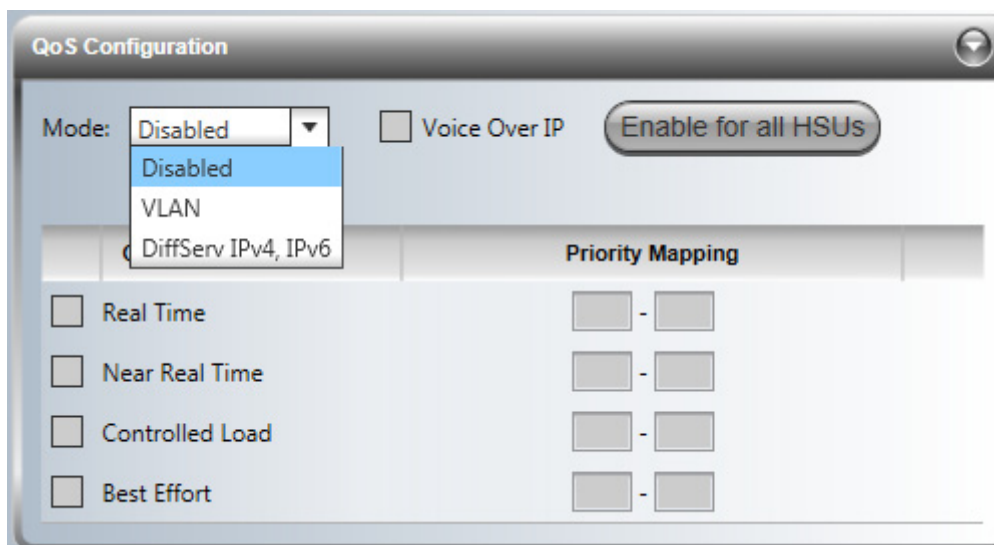 QoS Configuration
Mode: Disabled Voice Over IP Enable for all HSUs
Disabled
VLAN
DiffServ IPv4, IPv6
Priority Mapping
Real Time -
Near Real Time -
Controlled Load -
Best Effort -